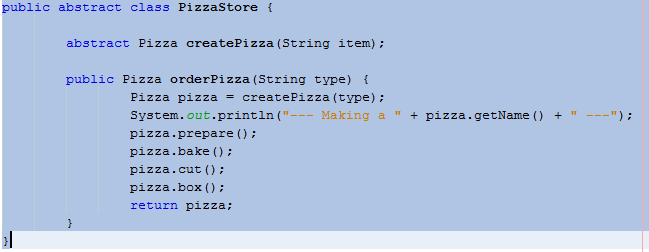 public abstract class PizzaStore {
abstract Pizza createPizza(String item);
public Pizza orderPizza(String type) {
Pizza pizza = createPizza(type);
System.out.println("--- Making a " + pizza.getName() + " ---");
pizza.prepare();
pizza.bake();
pizza.cut();
pizza.box();
return pizza;
}
}